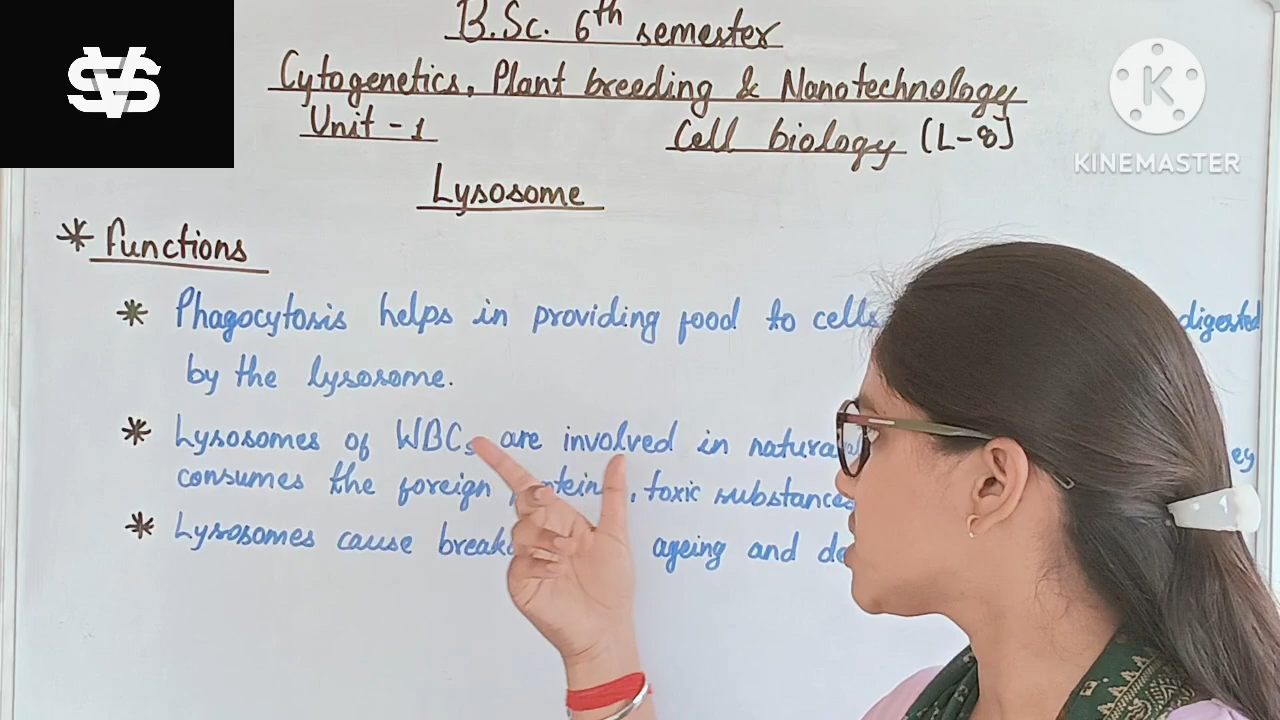 B.Sc. 6th semester
Cytogenetics, Plant breeding & Nanotechnology
Unit-1 Cell biology (L-8)
KINEMASTER
Lysosome
* Functions
* Phagocytosis helps in providing food to cells digested
by the lysosome.
* Lysosomes of WBCs are involved in natural
consumes the foreign , toxic substances
* Lysosomes cause ageing and